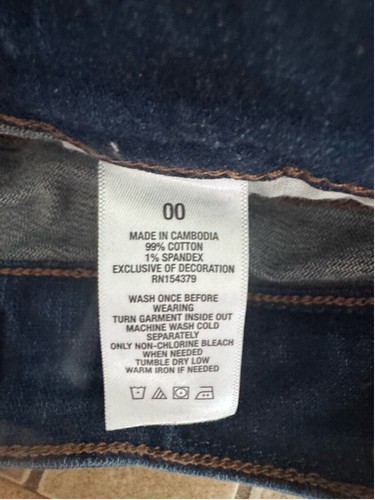 00
MADE IN CAMBODIA
99% COTTON
1% SPANDEX
EXCLUSIVE OF DECORATION
RN154379
WASH ONCE BEFORE
WEARING
TURN GARMENT INSIDE OUT
MACHINE WASH COLD
SEPARATELY
ONLY NON-CHLORINE BLEACH
WHEN NEEDED
TUMBLE DRY LOW
WARM IRON IF NEEDED